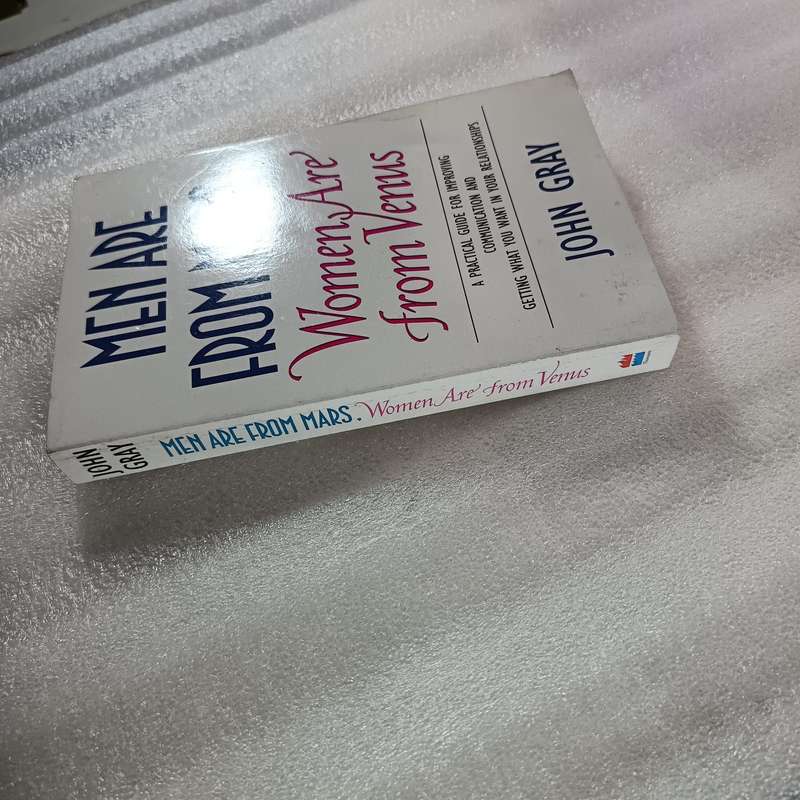 MEN ARE
FROM
Women Are
from Venus
A PRACTICAL GUIDE FOR IMPROVING
COMMUNICATION AND
GETTING WHAT YOU WANT IN YOUR RELATIONSHIPS
JOHN GRAY
JOHN
GRAY
MEN ARE FROM MARS. Women Are from Venus